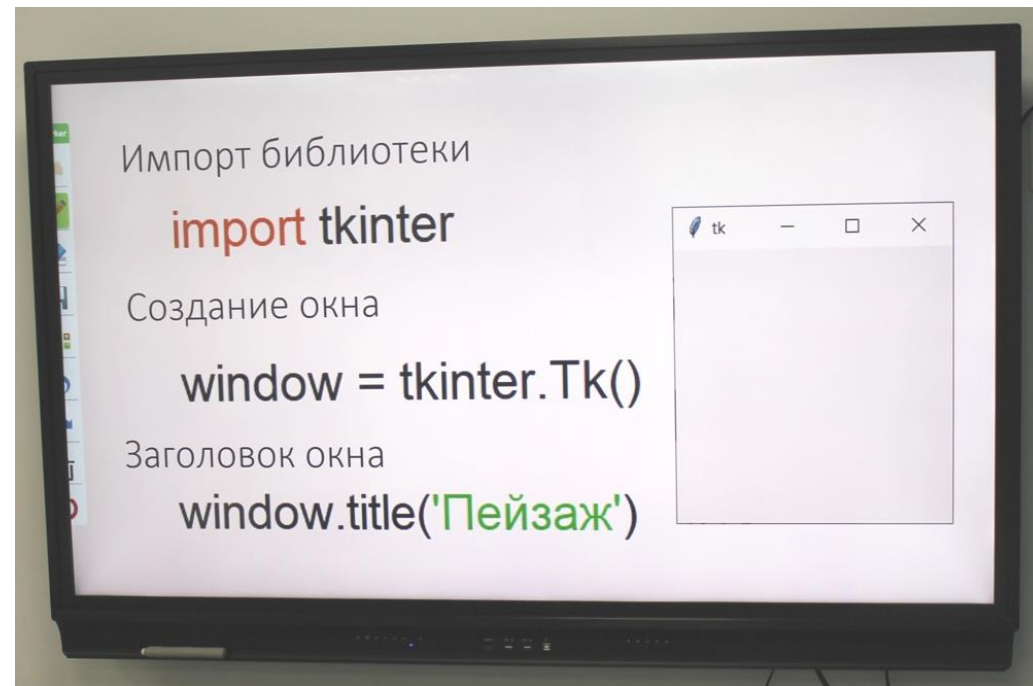 Импорт библиотеки
import tkinter
tk
Создание окна
window = tkinter.Tk()
Заголовок окна
window.title('Пейзаж')